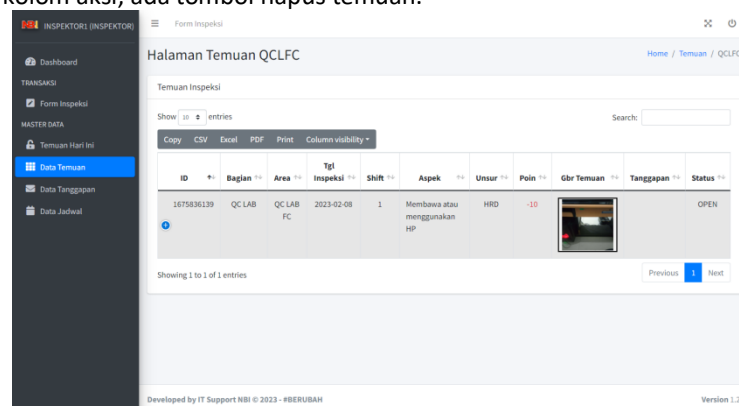 kolom aksi, ada tombol hapus temuan.
NBI INSPEKTOR1 (INSPEKTOR)
Form Inspeksi
Dashboard
TRANSAKSI
Form Inspeksi
MASTER DATA
Temuan Hari Ini
Data Temuan
Data Tanggapan
Data Jadwal
Halaman Temuan QCLFC
Home / Temuan / QCLFC
Temuan Inspeksi
Show 10 entries
Search:
Copy CSV Excel PDF Print Column visibility
ID Bagian Area Tgl Inspeksi Shift Aspek Unsur Poin Gbr Temuan Tanggapan Status
1675836139 QC LAB QC LAB FC 2023-02-08 1 Membawa atau menggunakan HP HRD -10 OPEN
Showing 1 to 1 of 1 entries
Previous 1 Next
Developed by IT Support NBI © 2023 - #BERUBAH
Version 1.2